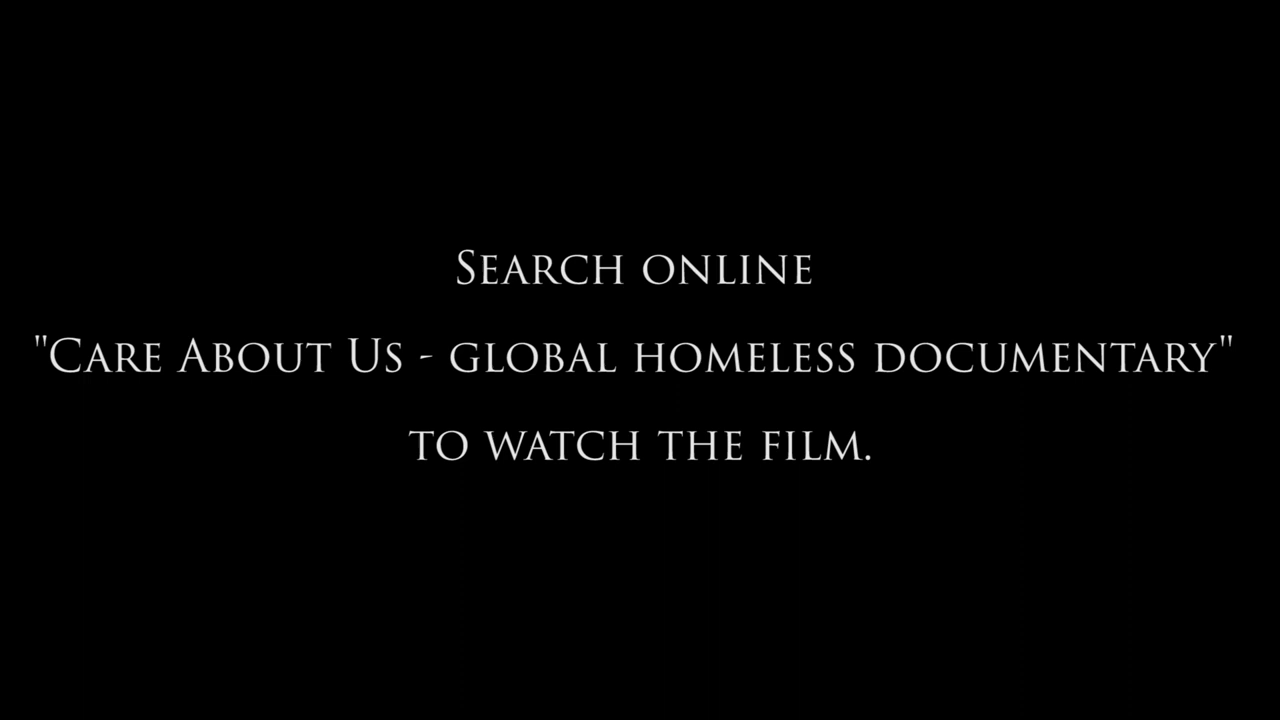 Search online
"Care About Us - global homeless documentary"
to watch the film.